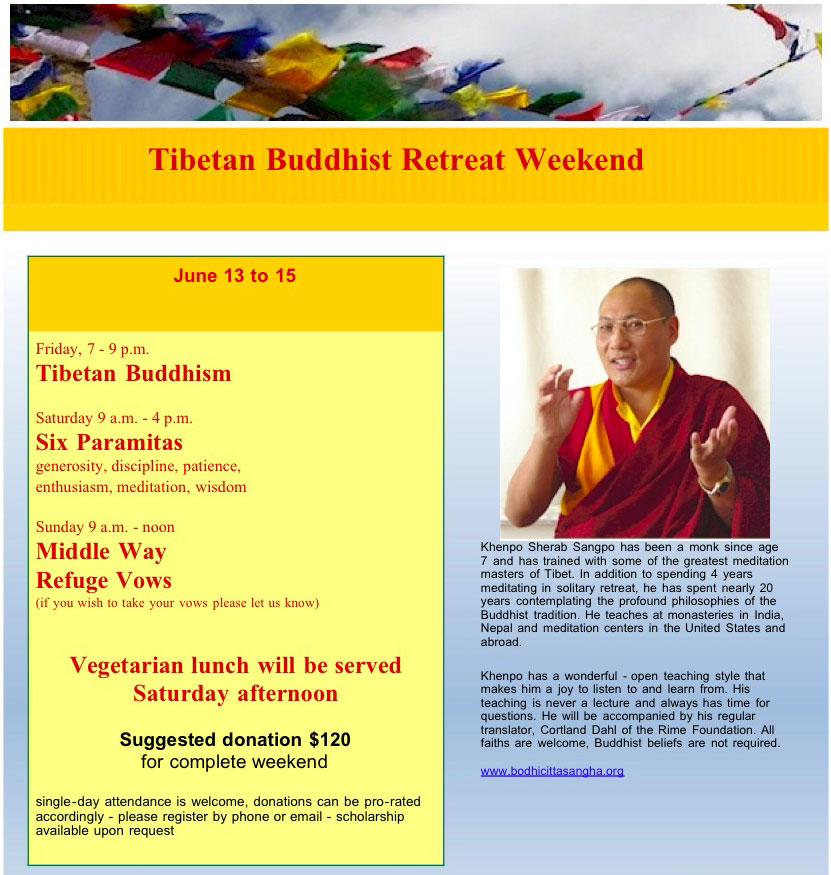 Tibetan Buddhist Retreat Weekend
June 13 to 15
Friday, 7 - 9 p.m.
Tibetan Buddhism
Saturday 9 a.m. - 4 p.m.
Six Paramitas
generosity, discipline, patience,
enthusiasm, meditation, wisdom
Sunday 9 a.m. - noon
Middle Way
Refuge Vows
(if you wish to take your vows please let us know)
Vegetarian lunch will be served
Saturday afternoon
Suggested donation $120
for complete weekend
single-day attendance is welcome, donations can be pro-rated
accordingly - please register by phone or email - scholarship
available upon request
Khenpo Sherab Sangpo has been a monk since age
7 and has trained with some of the greatest meditation
masters of Tibet. In addition to spending 4 years
meditating in solitary retreat, he has spent nearly 20
years contemplating the profound philosophies of the
Buddhist tradition. He teaches at monasteries in India,
Nepal and meditation centers in the United States and
abroad.
Khenpo has a wonderful - open teaching style that
makes him a joy to listen to and learn from. His
teaching is never a lecture and always has time for
questions. He will be accompanied by his regular
translator, Cortland Dahl of the Rime Foundation. All
faiths are welcome, Buddhist beliefs are not required.
www.bodhicittasangha.org